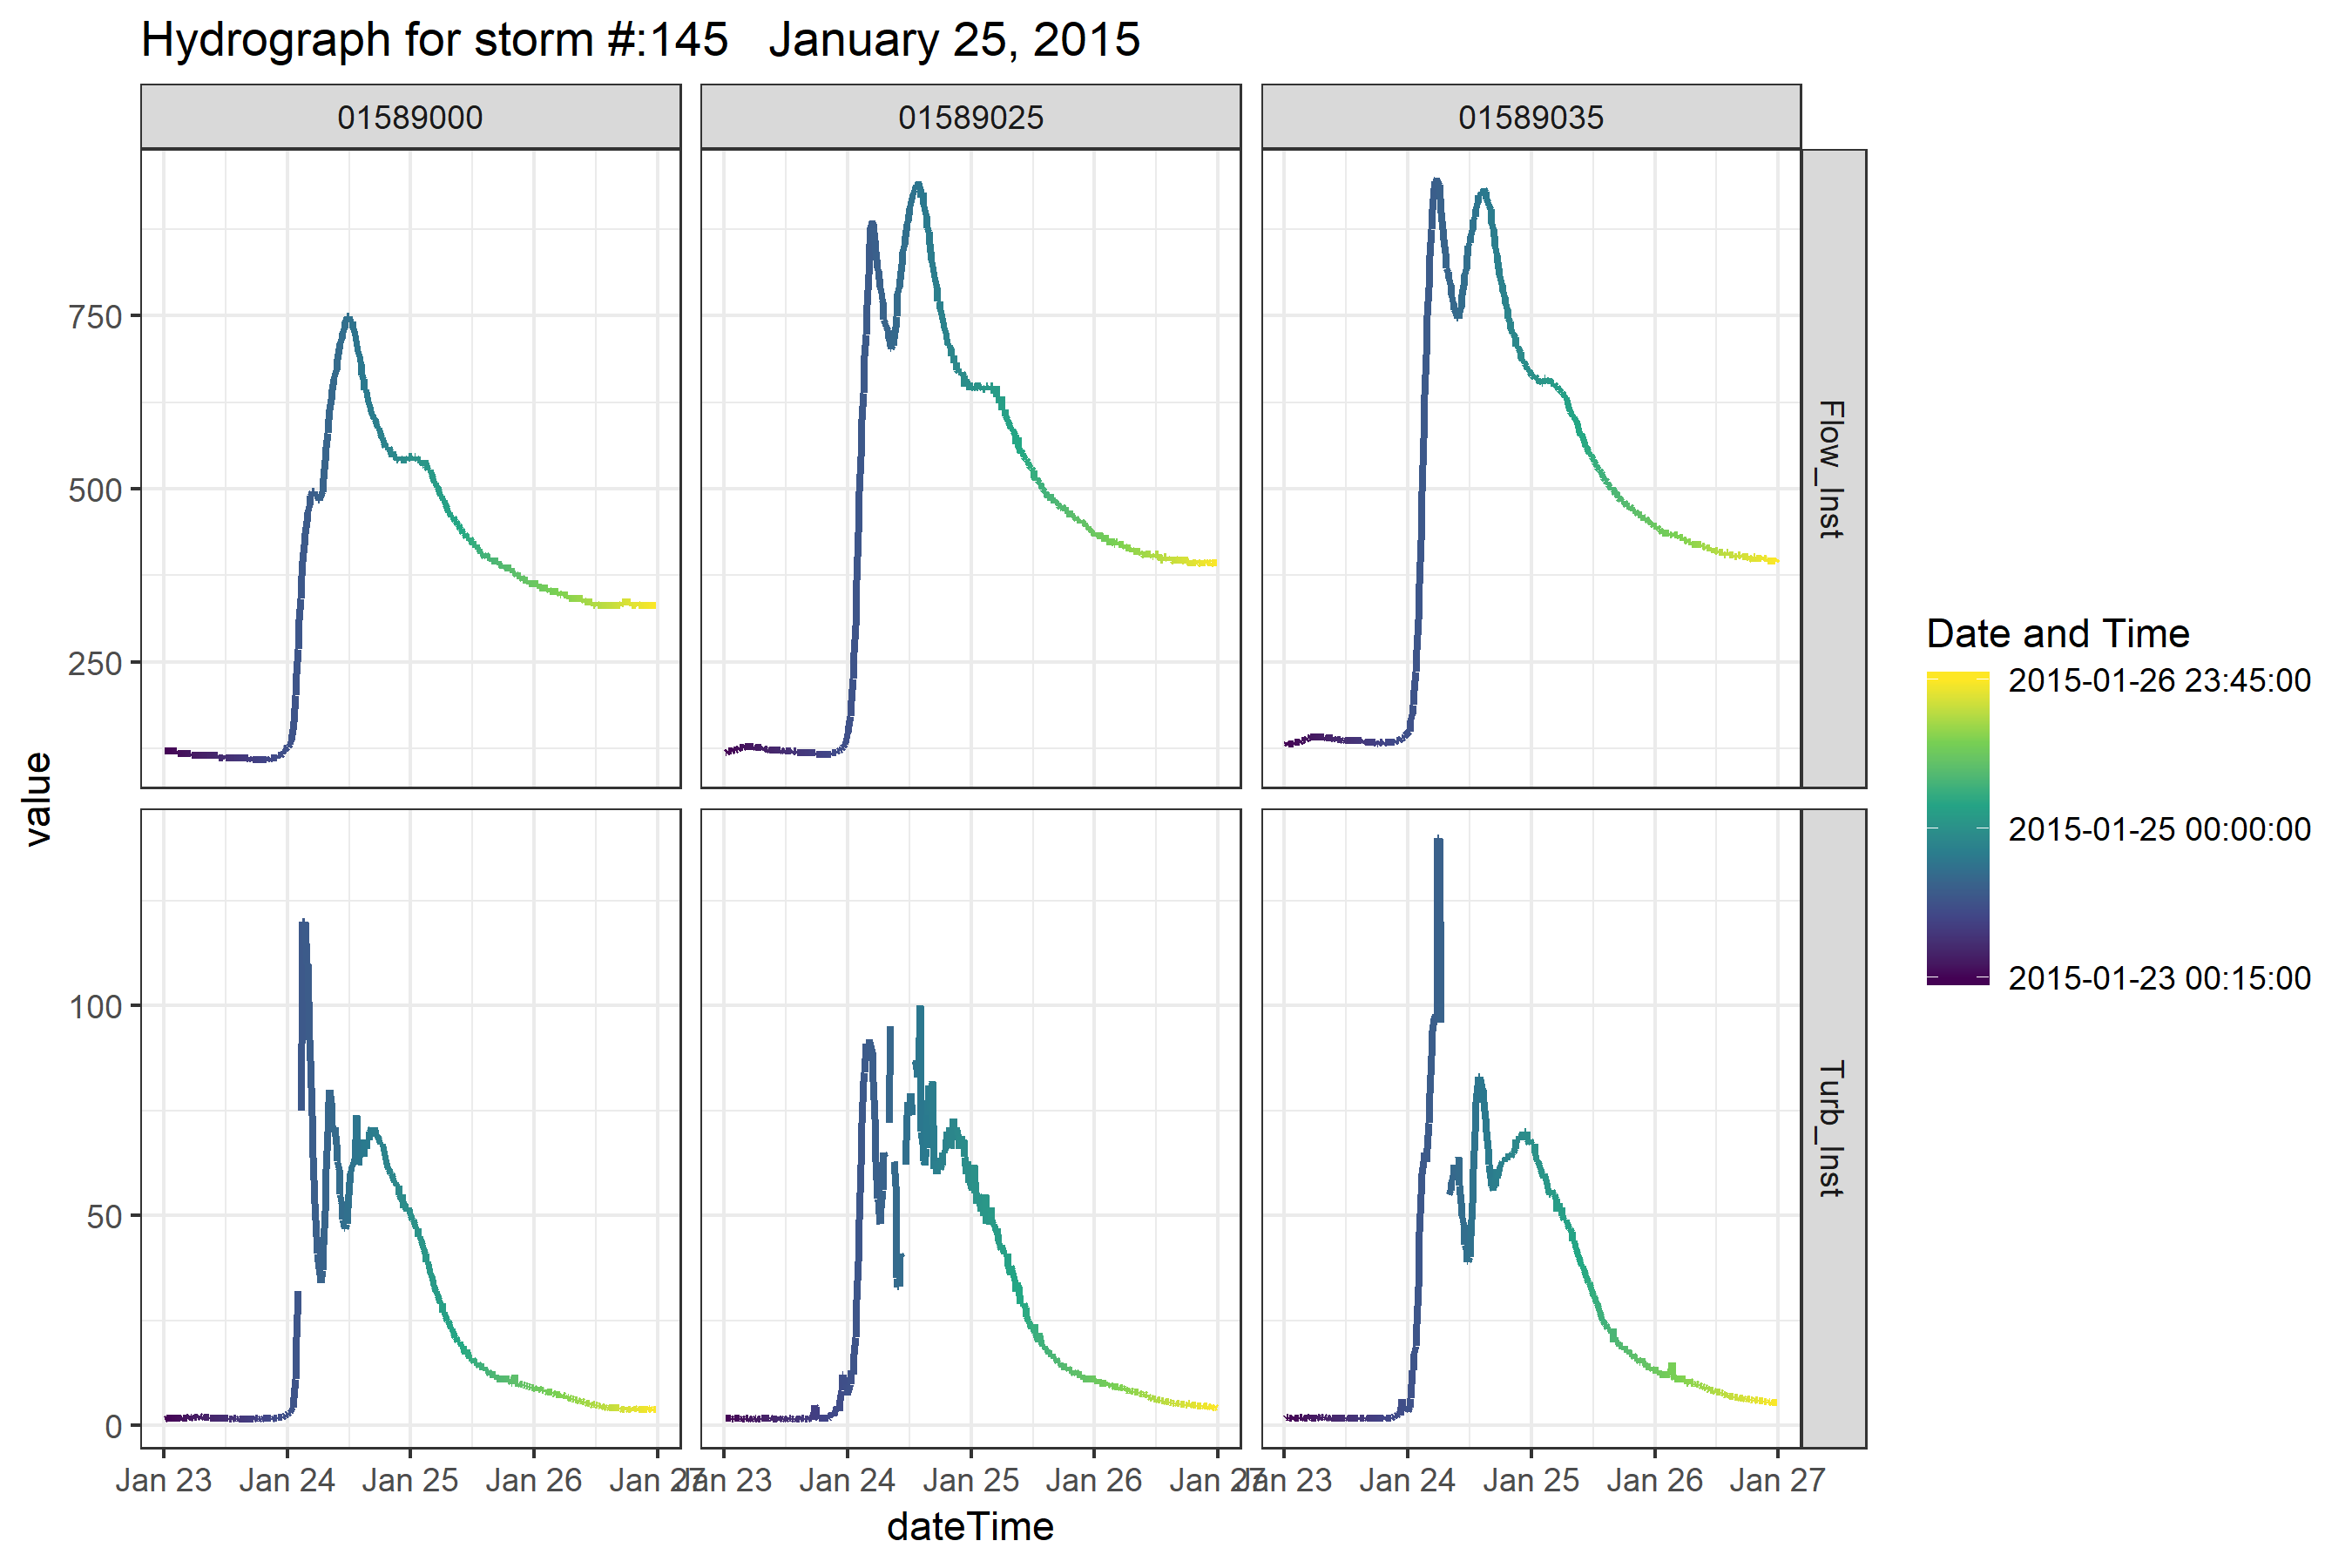 Hydrograph for storm #:145   January 25, 2015
01589000
01589025
01589035
750
500
250
Flow_Inst
100
50
0
Turb_Inst
value
Jan 23
Jan 24
Jan 25
Jan 26
Jan 27
Jan 23
Jan 24
Jan 25
Jan 26
Jan 27
Jan 23
Jan 24
Jan 25
Jan 26
Jan 27
dateTime
Date and Time
2015-01-26 23:45:00
2015-01-25 00:00:00
2015-01-23 00:15:00